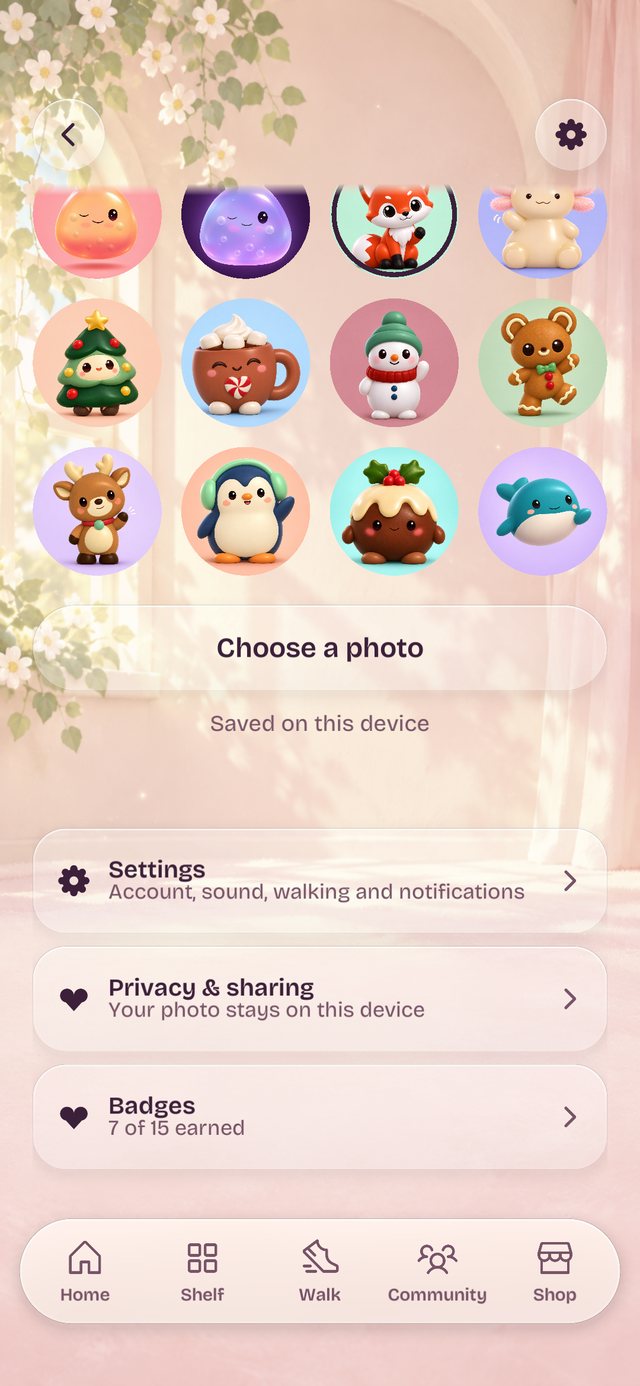 Choose a photo
Saved on this device
Settings
Account, sound, walking and notifications
Privacy & sharing
Your photo stays on this device
Badges
7 of 15 earned
Home
Shelf
Walk
Community
Shop